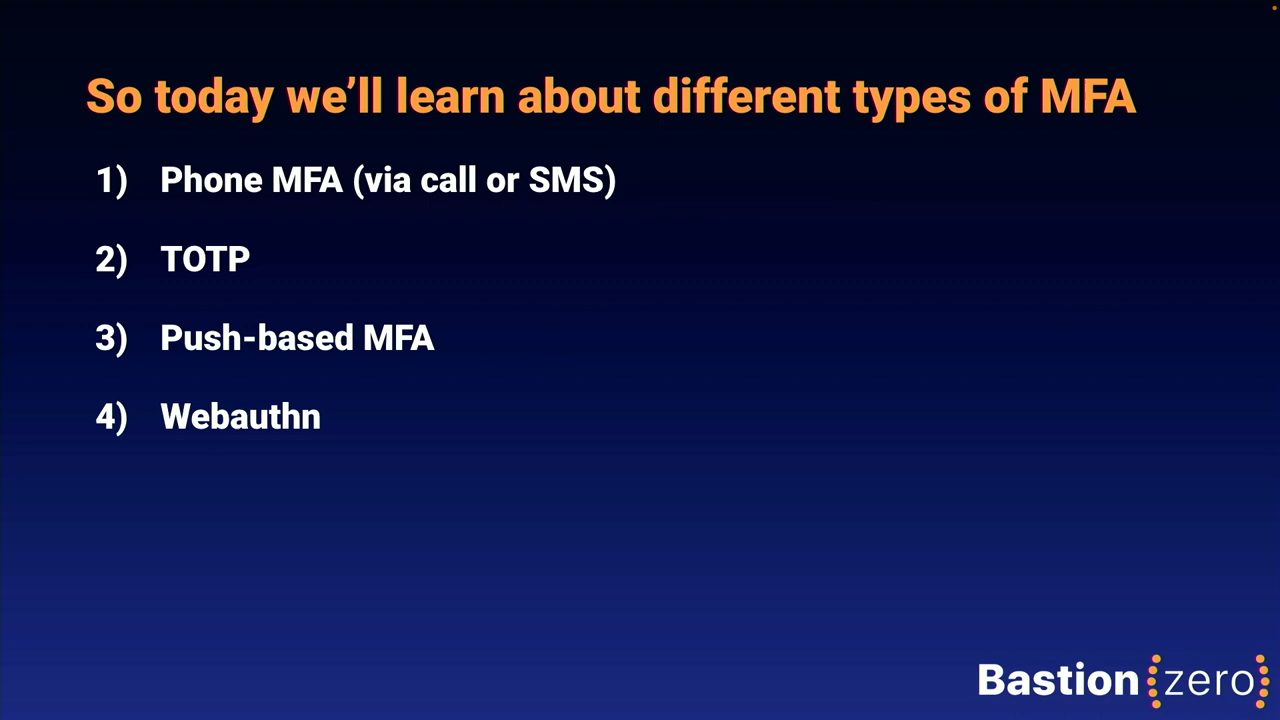 So today we’ll learn about different types of MFA
1) Phone MFA (via call or SMS)
2) TOTP
3) Push-based MFA
4) Webauthn
Bastion zero